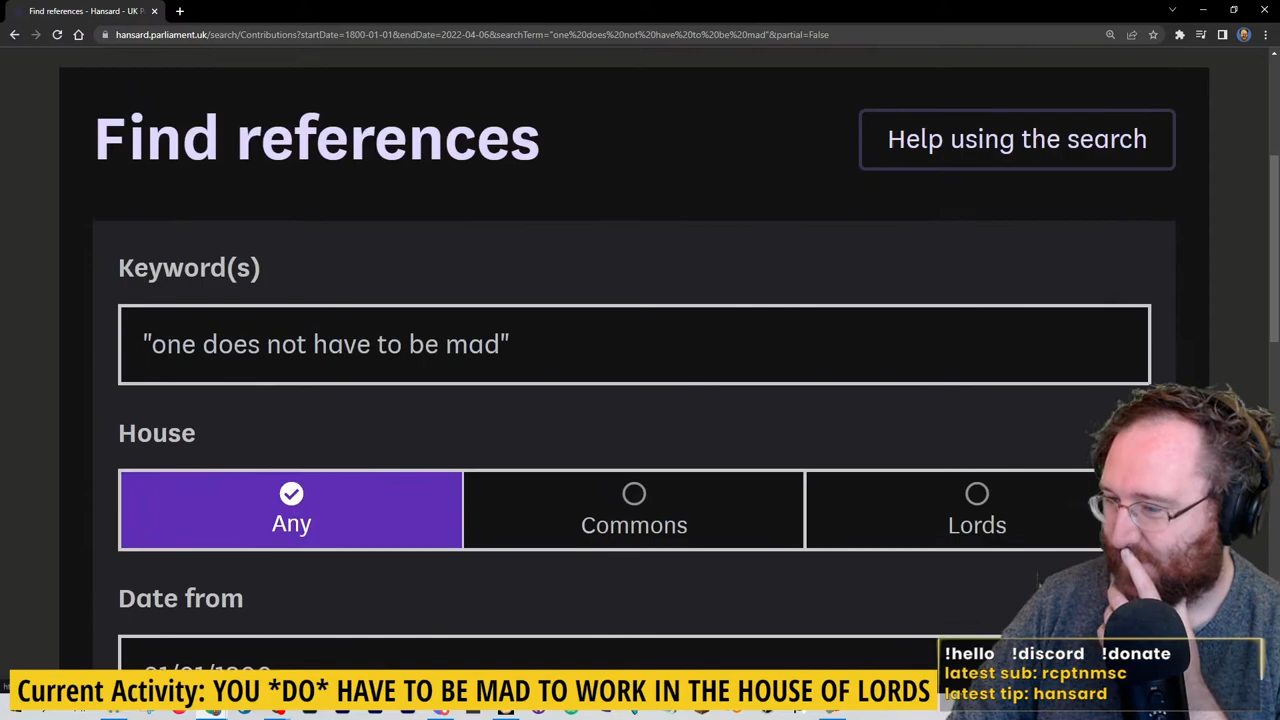 Find references - Hansard - UK P
hansard.parliament.uk/search/Contributions?startDate=1800-01-01&endDate=2022-04-06&searchTerm="one%20does%20not%20have%20to%20be%20mad"&partial=False
Find references
Help using the search
Keyword(s)
"one does not have to be mad"
House
Any
Commons
Lords
Date from
01/01/1800
!hello !discord !donate
latest sub: rcptnmsc
latest tip: hansard
Current Activity: YOU *DO* HAVE TO BE MAD TO WORK IN THE HOUSE OF LORDS